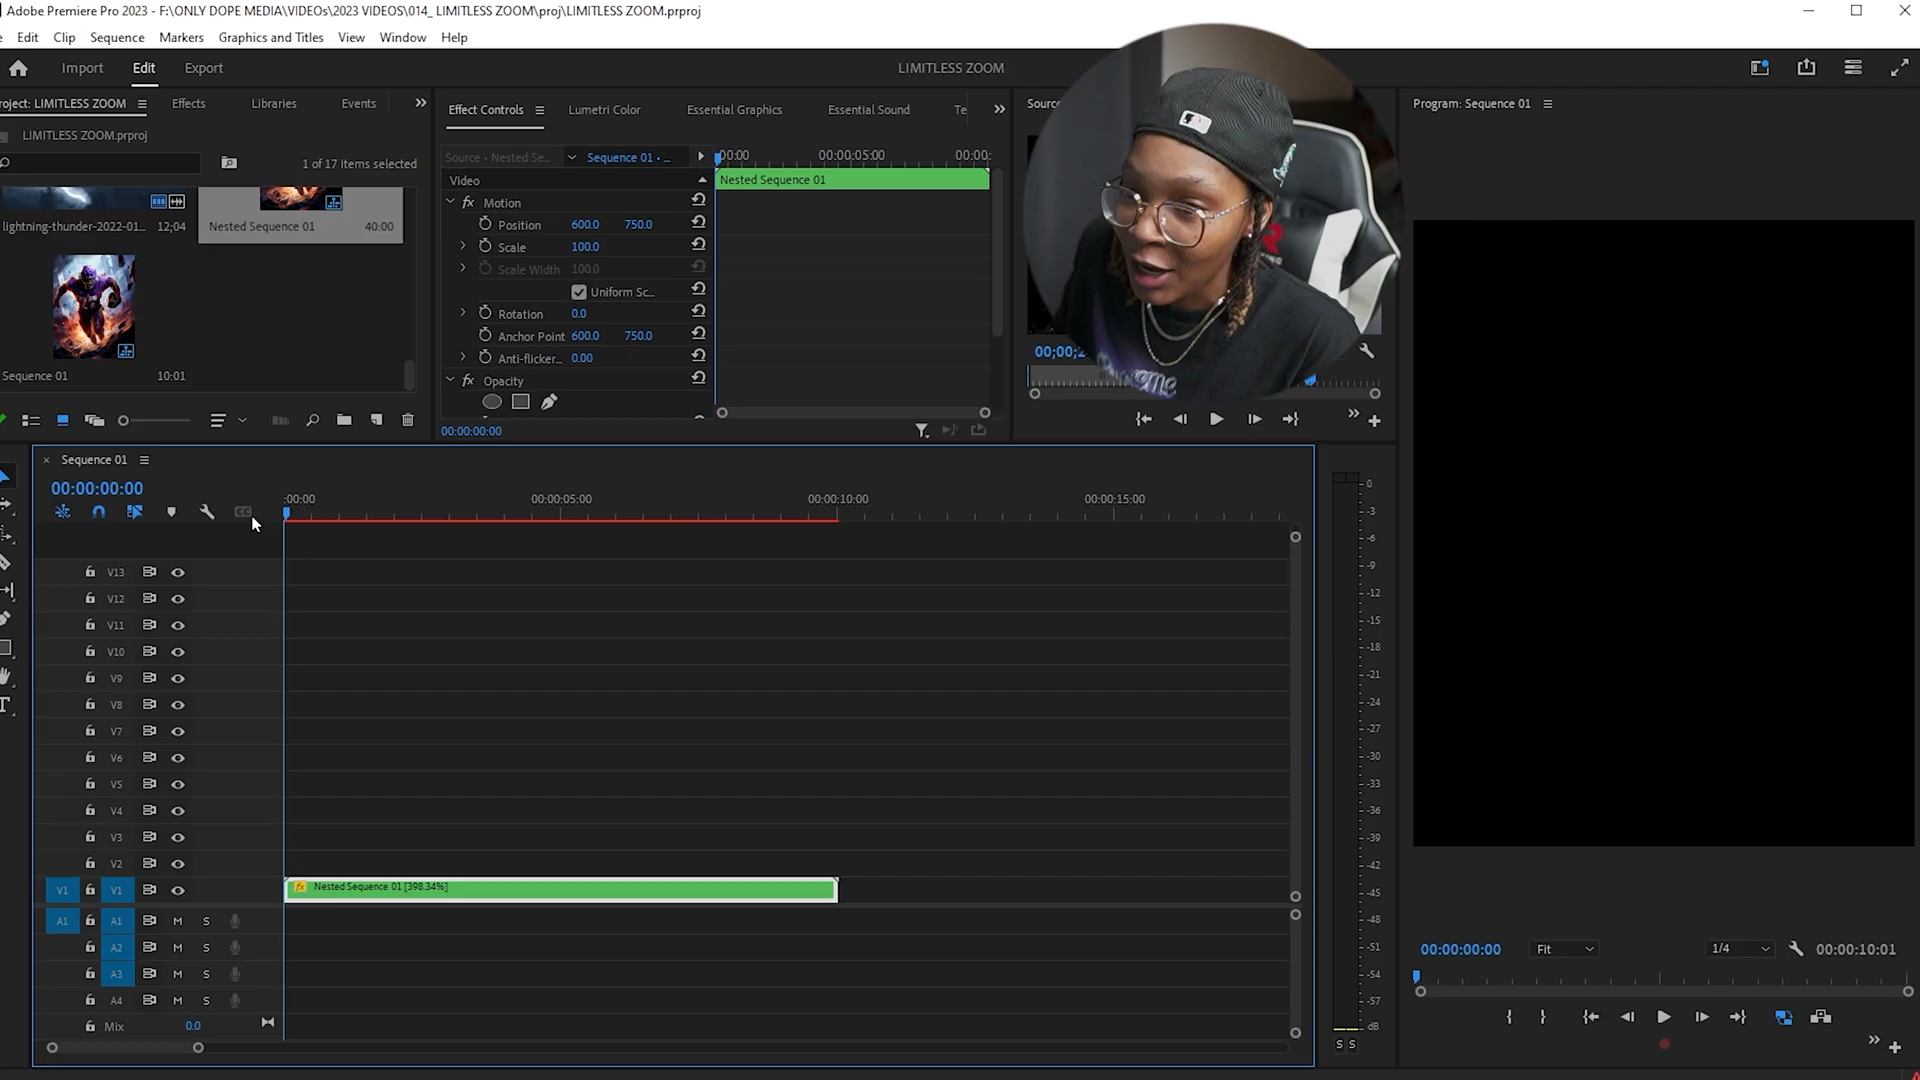 Adobe Premiere Pro 2023 - F:\ONLY DOPE MEDIA\VIDEOs\2023 VIDEOS\014_ LIMITLESS ZOOM\proj\LIMITLESS ZOOM.prproj
Edit Clip Sequence Markers Graphics and Titles View Window Help
Import Edit Export LIMITLESS ZOOM
roject: LIMITLESS ZOOM Effects Libraries Events
Effect Controls Lumetri Color Essential Graphics Essential Sound Te
Sourc
Program: Sequence 01
LIMITLESS ZOOM.prproj
1 of 17 items selected
lightning-thunder-2022-01... 12;04
Nested Sequence 01 40:00
Sequence 01 10:01
Source • Nested Se... Sequence 01 • ...
:00:00 00:00:05:00 00:00:
Video
Nested Sequence 01
fx Motion
Position 600.0 750.0
Scale 100.0
Scale Width 100.0
Uniform Sc...
Rotation 0.0
Anchor Point 600.0 750.0
Anti-flicker... 0.00
fx Opacity
00:00:00:00
00;00;2
Sequence 01
00:00:00:00
:00:00 00:00:05:00 00:00:10:00 00:00:15:00
CC
V13
V12
V11
V10
V9
V8
V7
V6
V5
V4
V3
V2
V1 V1 fx Nested Sequence 01 [398.34%]
A1 A1 M S
A2 M S
A3 M S
A4 M S
Mix 0.0
0
-3
-6
-9
-12
-15
-18
-21
-24
-27
-30
-33
-36
-39
-42
-45
-48
-51
-54
-57
dB
S S
00:00:00:00 Fit 1/4 00:00:10:01